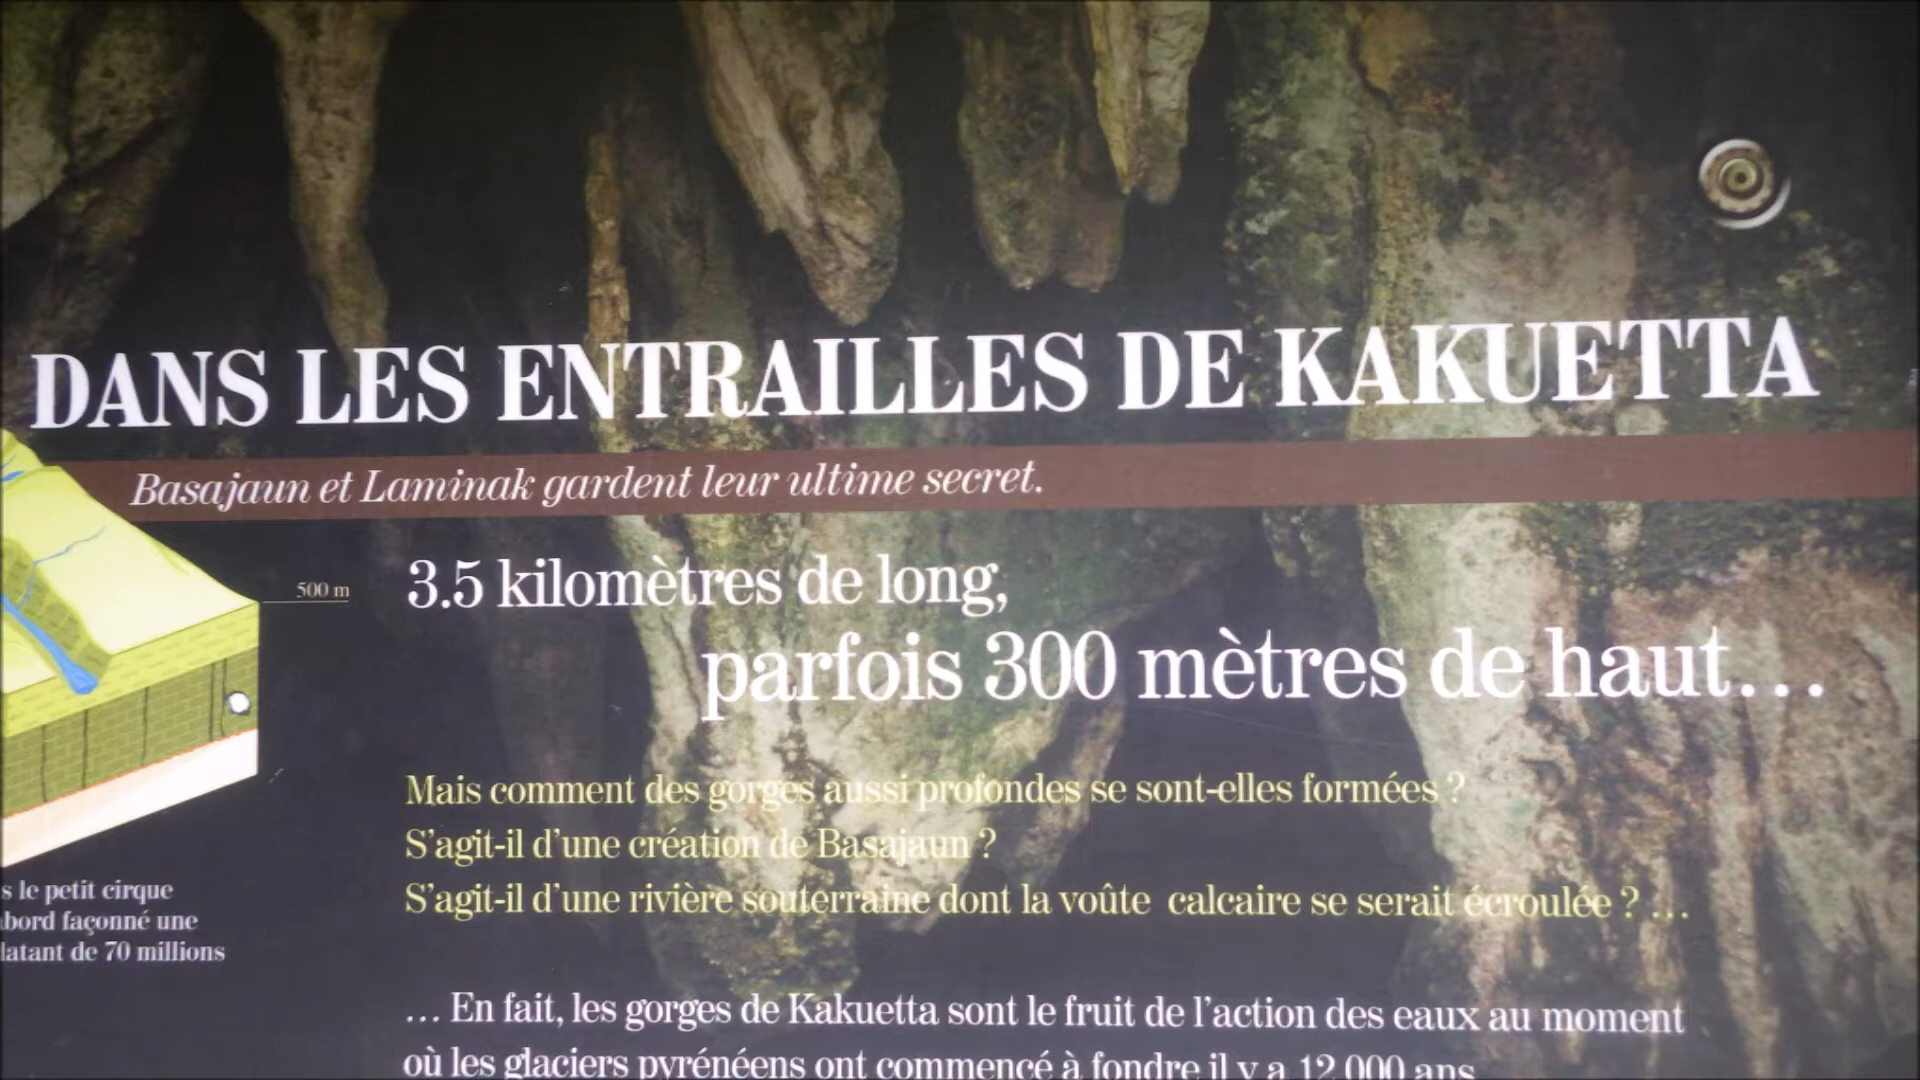 DANS LES ENTRAILLES DE KAKUETTA
Basajaun et Laminak gardent leur ultime secret.
500 m
3.5 kilomètres de long,
parfois 300 mètres de haut…
Mais comment des gorges aussi profondes se sont-elles formées ?
S’agit-il d’une création de Basajaun ?
S’agit-il d’une rivière souterraine dont la voûte calcaire se serait écroulée ? …
s le petit cirque
abord façonné une
datant de 70 millions
… En fait, les gorges de Kakuetta sont le fruit de l’action des eaux au moment
où les glaciers pyrénéens ont commencé à fondre il y a 12 000 ans